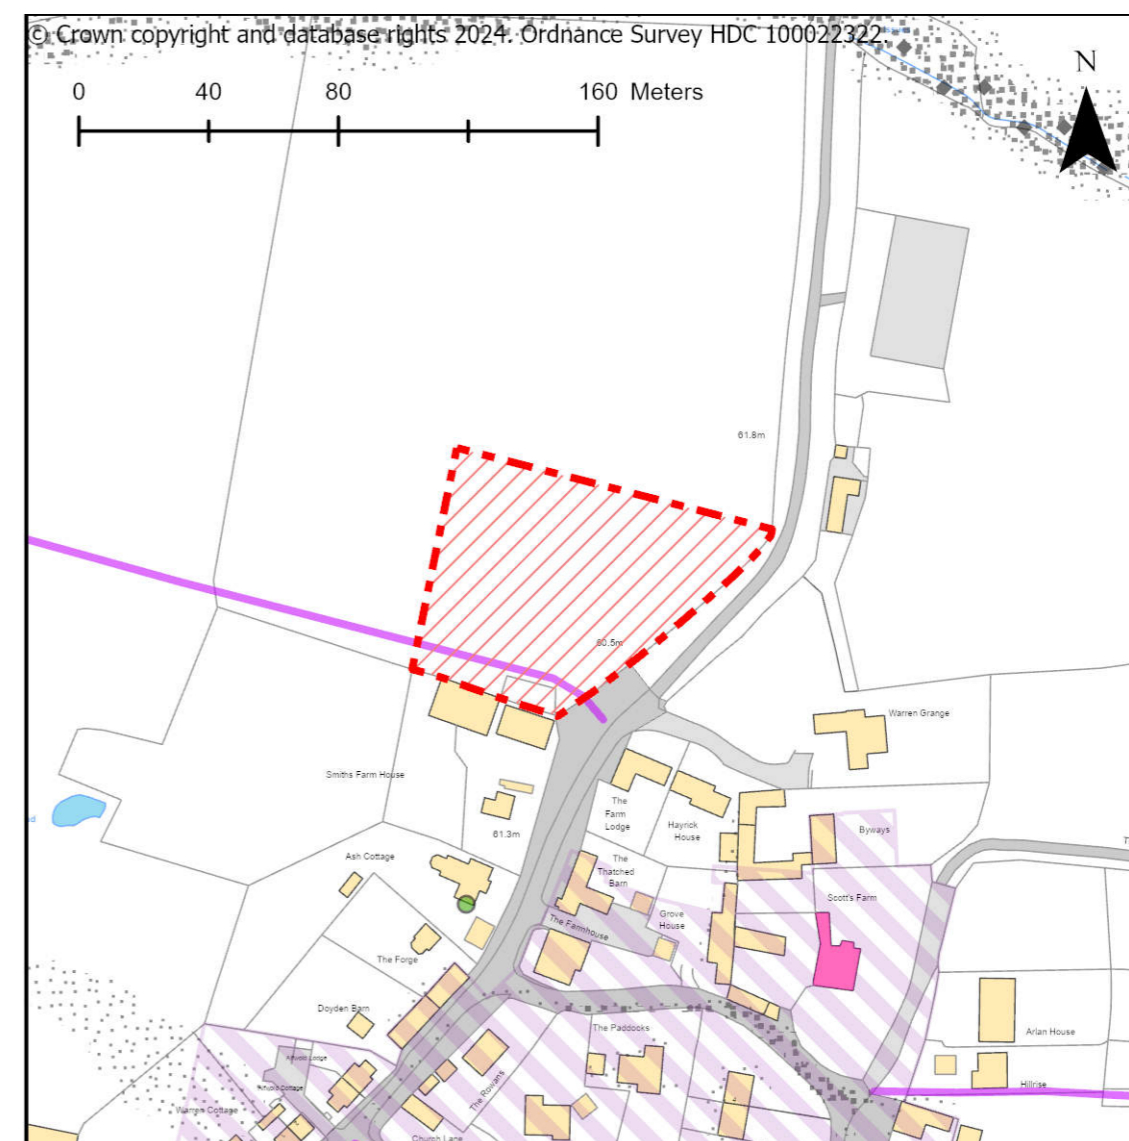 © Crown copyright and database rights 2024. Ordnance Survey HDC 100022322.
N
0 40 80 160 Meters
61.8m
60.5m
Warren Grange
Smiths Farm House
The
Farm
Lodge
Hayrick
House
61.3m
Byways
Ash Cottage
The
Thatched
Barn
Scott's Farm
Grove
House
The Farmhouse
The Forge
Doyden Barn
The Paddocks
Arlan House
Hillrise
The Rowans
Warren Cottage
Church Lane